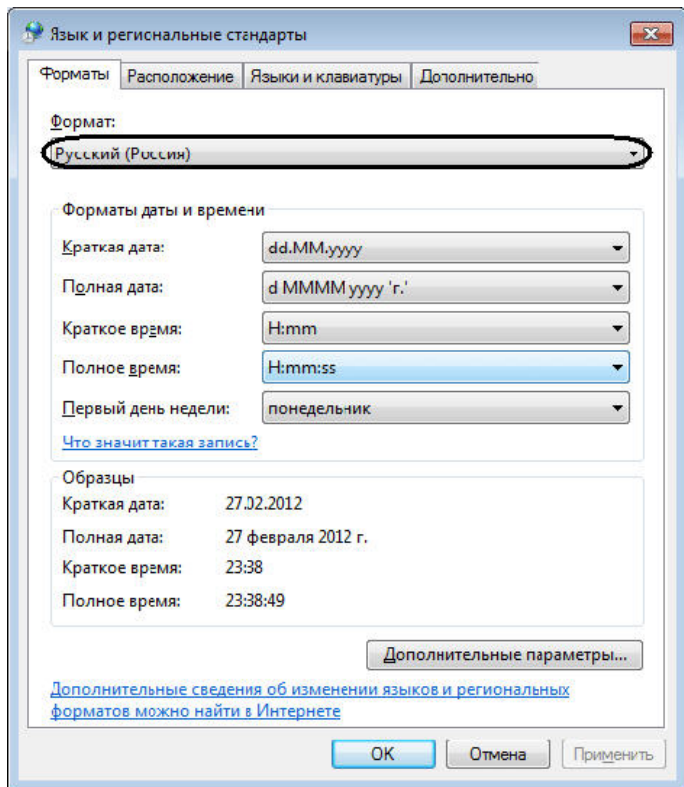 Язык и региональные стандарты
Форматы Расположение Языки и клавиатуры Дополнительно
Формат:
Русский (Россия)
Форматы даты и времени
Краткая дата: dd.MM.yyyy
Полная дата: d MMMM yyyy 'г.'
Краткое время: H:mm
Полное время: H:mm:ss
Первый день недели: понедельник
Что значит такая запись?
Образцы
Краткая дата: 27.02.2012
Полная дата: 27 февраля 2012 г.
Краткое время: 23:38
Полное время: 23:38:49
Дополнительные параметры...
Дополнительные сведения об изменении языков и региональных
форматов можно найти в Интернете
OK Отмена Применить